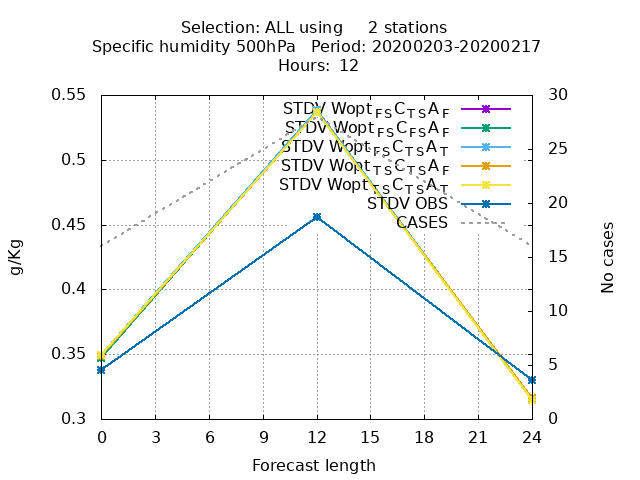 Selection: ALL using 2 stations
Specific humidity 500hPa Period: 20200203-20200217
Hours: 12
0.55
0.5
0.45
0.4
0.35
0.3
g/Kg
30
25
20
15
10
5
0
No cases
STDV Wopt FS C TS A F
STDV Wopt FS C FS A F
STDV Wopt FS C TS A T
STDV Wopt TS C TS A F
STDV Wopt TS C TS A T
STDV OBS
CASES
0 3 6 9 12 15 18 21 24
Forecast length